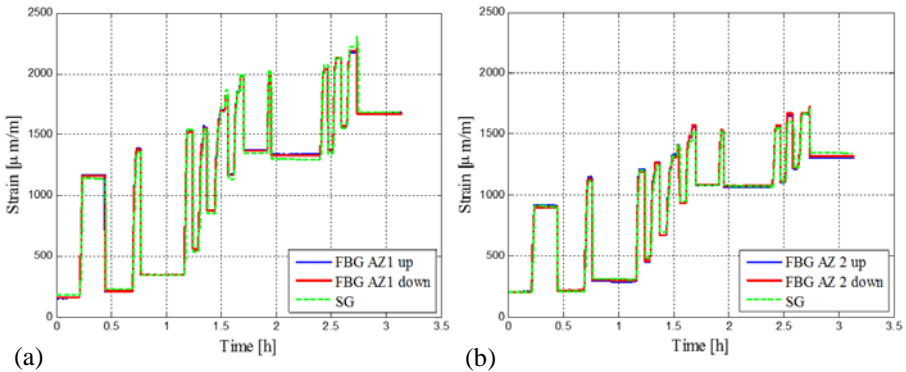 2500
2000
1500
1000
500
0
Strain [μ m/m]
0 0.5 1 1.5 2 2.5 3 3.5
Time [h]
FBG AZ1 up
FBG AZ1 down
SG
(a)
2500
2000
1500
1000
500
0
Strain [μ m/m]
0 0.5 1 1.5 2 2.5 3 3.5
Time [h]
FBG AZ 2 up
FBG AZ 2 down
SG
(b)